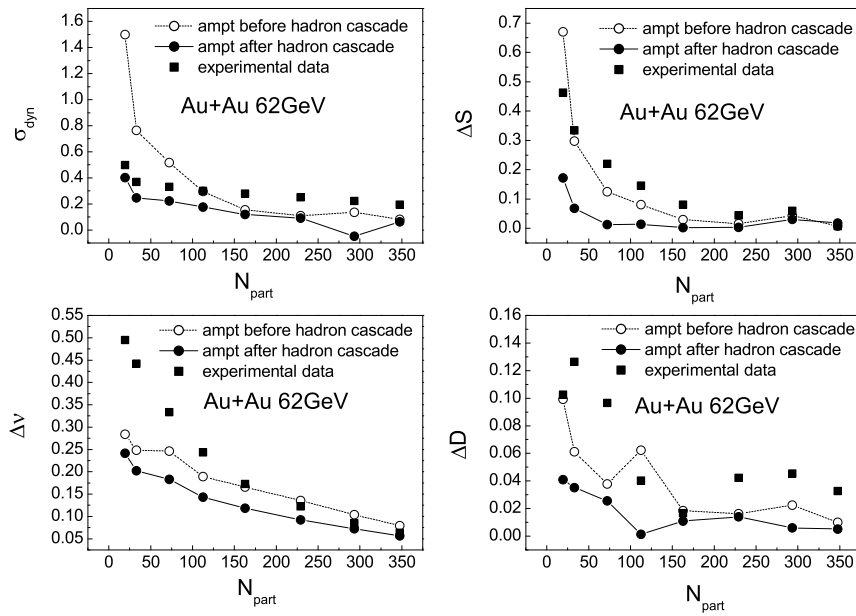 1.6
1.4
1.2
1.0
0.8
0.6
0.4
0.2
0.0
σdyn
ampt before hadron cascade
ampt after hadron cascade
experimental data
Au+Au 62GeV
0 50 100 150 200 250 300 350
Npart
0.7
0.6
0.5
0.4
0.3
0.2
0.1
0.0
ΔS
ampt before hadron cascade
ampt after hadron cascade
experimental data
Au+Au 62GeV
0 50 100 150 200 250 300 350
Npart
0.55
0.50
0.45
0.40
0.35
0.30
0.25
0.20
0.15
0.10
0.05
Δν
ampt before hadron cascade
ampt after hadron cascade
experimental data
Au+Au 62GeV
0 50 100 150 200 250 300 350
Npart
0.16
0.14
0.12
0.10
0.08
0.06
0.04
0.02
0.00
ΔD
ampt before hadron cascade
ampt after hadron cascade
experimental data
Au+Au 62GeV
0 50 100 150 200 250 300 350
Npart